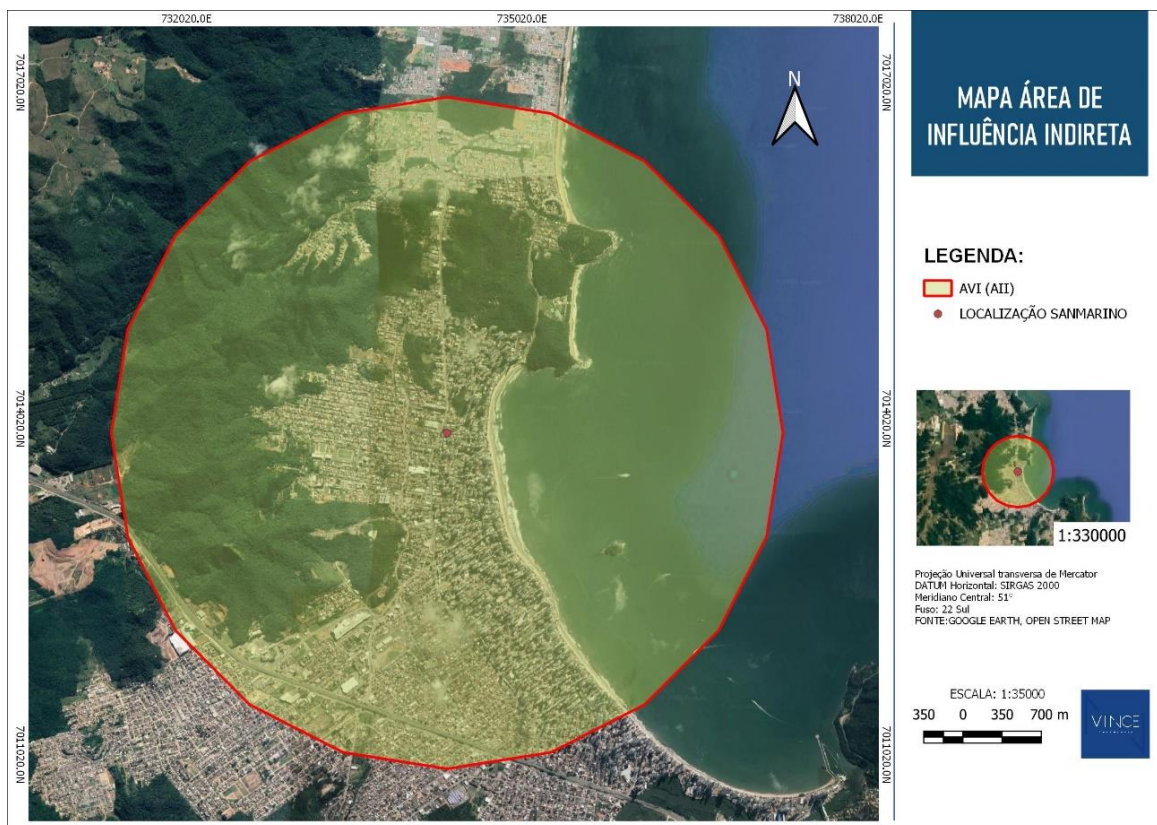 732020.0E
735020.0E
738020.0E
7017020.0N
7017020.0N
N
7014020.0N
7014020.0N
7011020.0N
7011020.0N
MAPA ÁREA DE
INFLUÊNCIA INDIRETA
LEGENDA:
AVI (AII)
LOCALIZAÇÃO SANMARINO
1:330000
Projeção Universal transversa de Mercator
DATUM Horizontal: SIRGAS 2000
Meridiano Central: 51°
Fuso: 22 Sul
FONTE:GOOGLE EARTH, OPEN STREET MAP
ESCALA: 1:35000
350 0 350 700 m
VINCE